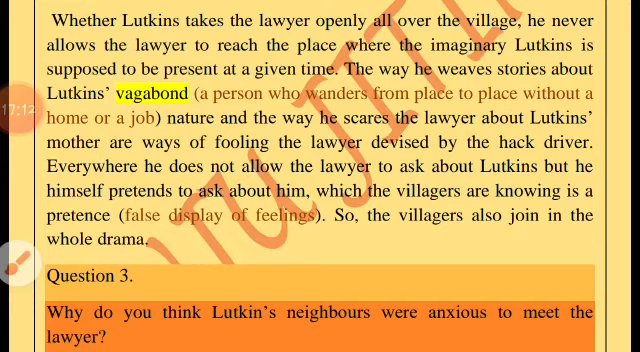 Whether Lutkins takes the lawyer openly all over the village, he never
allows the lawyer to reach the place where the imaginary Lutkins is
supposed to be present at a given time. The way he weaves stories about
Lutkins’ vagabond (a person who wanders from place to place without a
home or a job) nature and the way he scares the lawyer about Lutkins’
mother are ways of fooling the lawyer devised by the hack driver.
Everywhere he does not allow the lawyer to ask about Lutkins but he
himself pretends to ask about him, which the villagers are knowing is a
pretence (false display of feelings). So, the villagers also join in the
whole drama.
Question 3.
Why do you think Lutkin’s neighbours were anxious to meet the
lawyer?
17:12